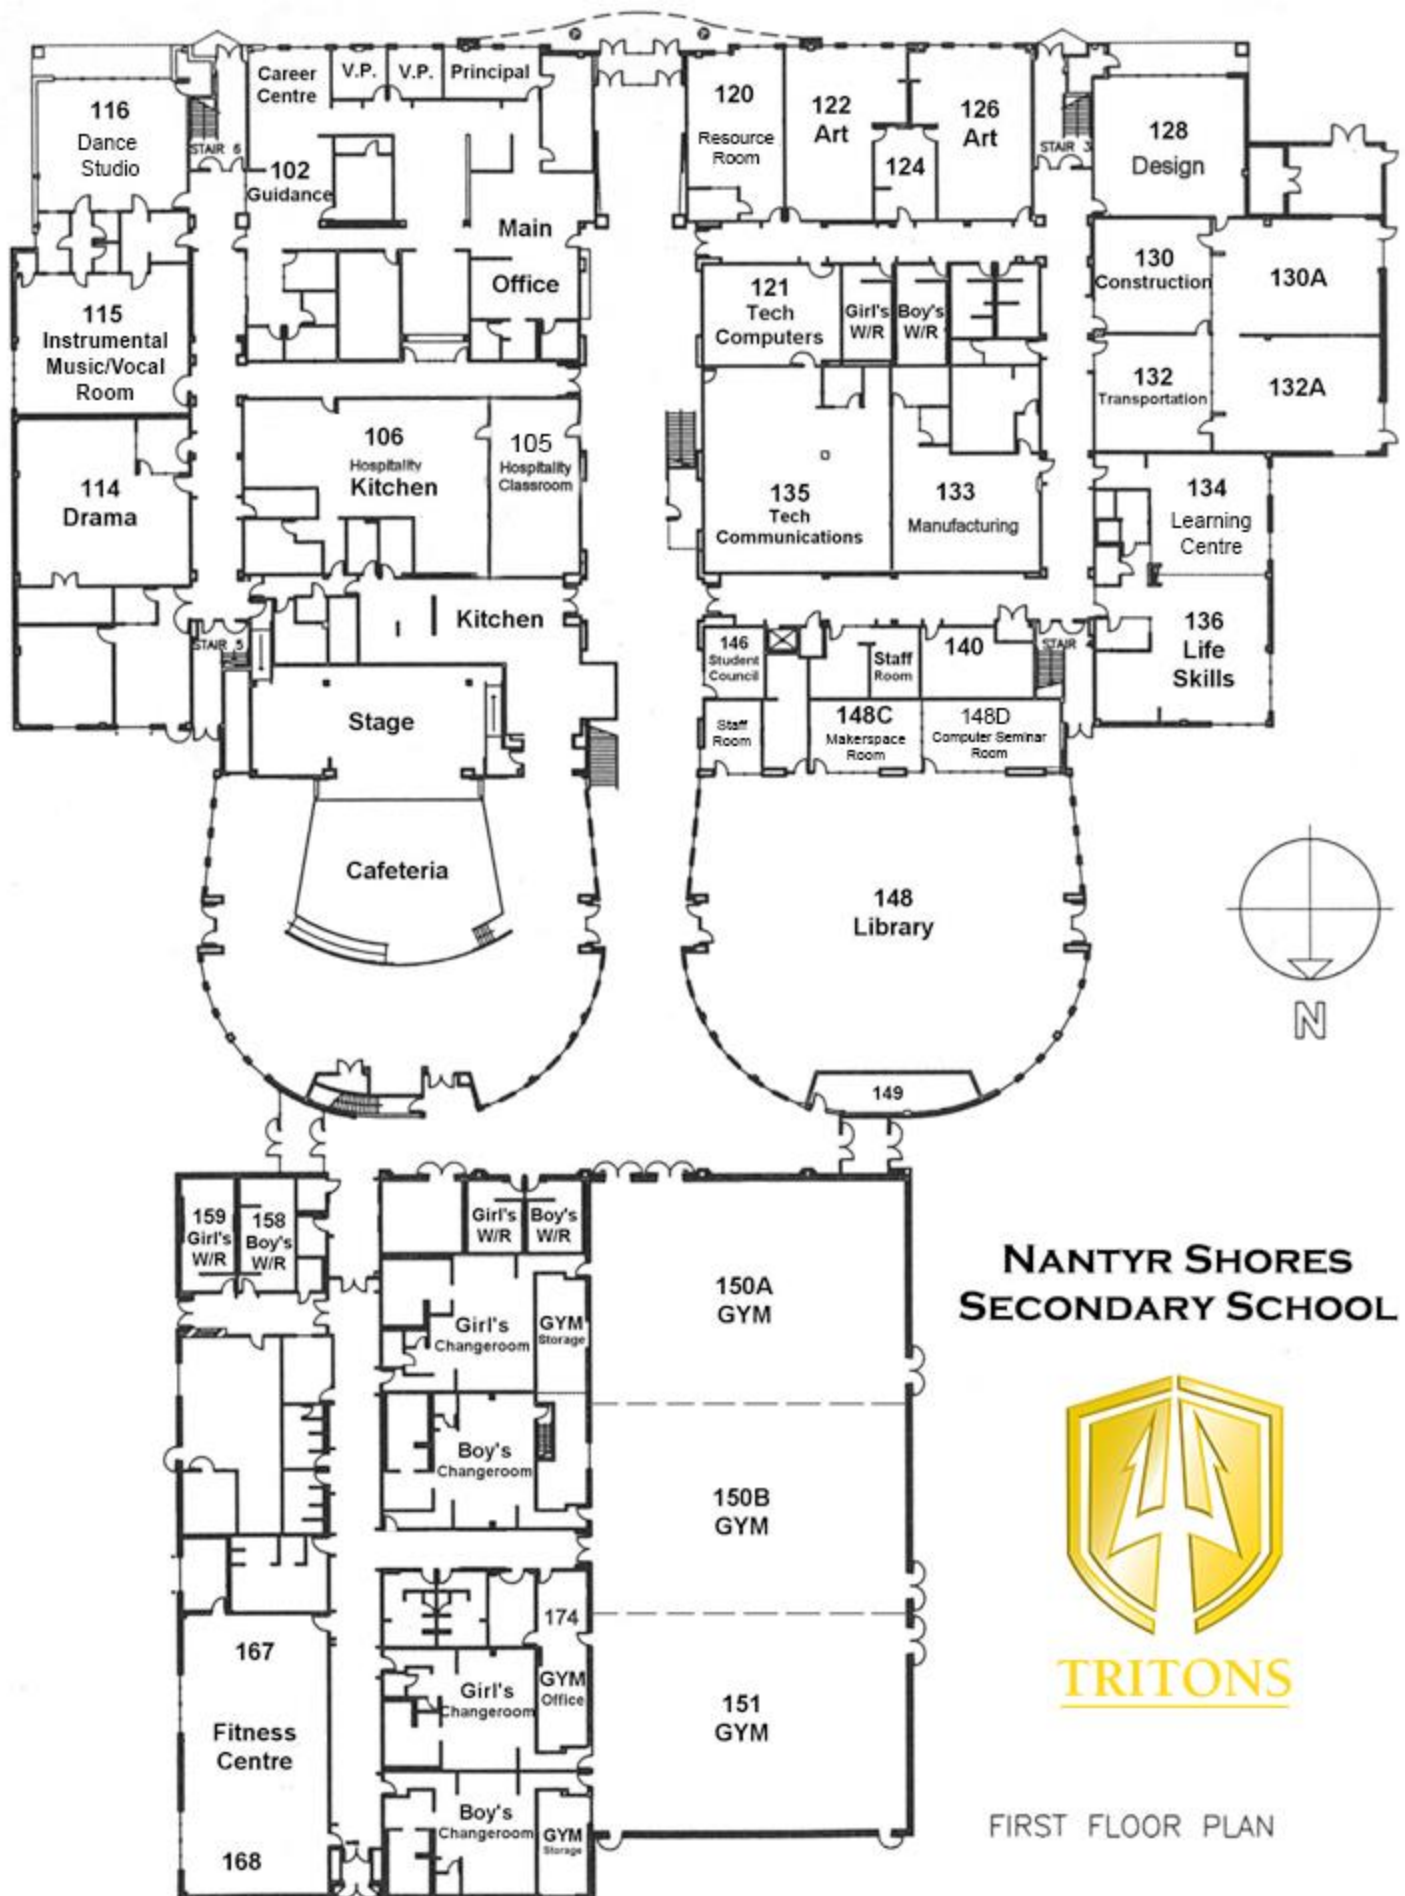 116
Dance
Studio
STAIR 6
Career
Centre
V.P.
V.P.
Principal
102
Guidance
Main
Office
120
Resource
Room
122
Art
124
126
Art
STAIR 3
128
Design
115
Instrumental
Music/Vocal
Room
121
Tech
Computers
Girl's
W/R
Boy's
W/R
130
Construction
130A
132
Transportation
132A
114
Drama
106
Hospitality
Kitchen
105
Hospitality
Classroom
135
Tech
Communications
133
Manufacturing
134
Learning
Centre
STAIR 5
Kitchen
146
Student
Council
Staff
Room
140
STAIR
136
Life
Skills
Stage
Staff
Room
148C
Makerspace
Room
148D
Computer Seminar
Room
Cafeteria
148
Library
N
149
159
Girl's
W/R
158
Boy's
W/R
Girl's
W/R
Boy's
W/R
150A
GYM
NANTYR SHORES
SECONDARY SCHOOL
Girl's
Changeroom
GYM
Storage
Boy's
Changeroom
150B
GYM
174
167
Girl's
Changeroom
GYM
Office
TRITONS
Fitness
Centre
151
GYM
168
Boy's
Changeroom
GYM
Storage
FIRST FLOOR PLAN